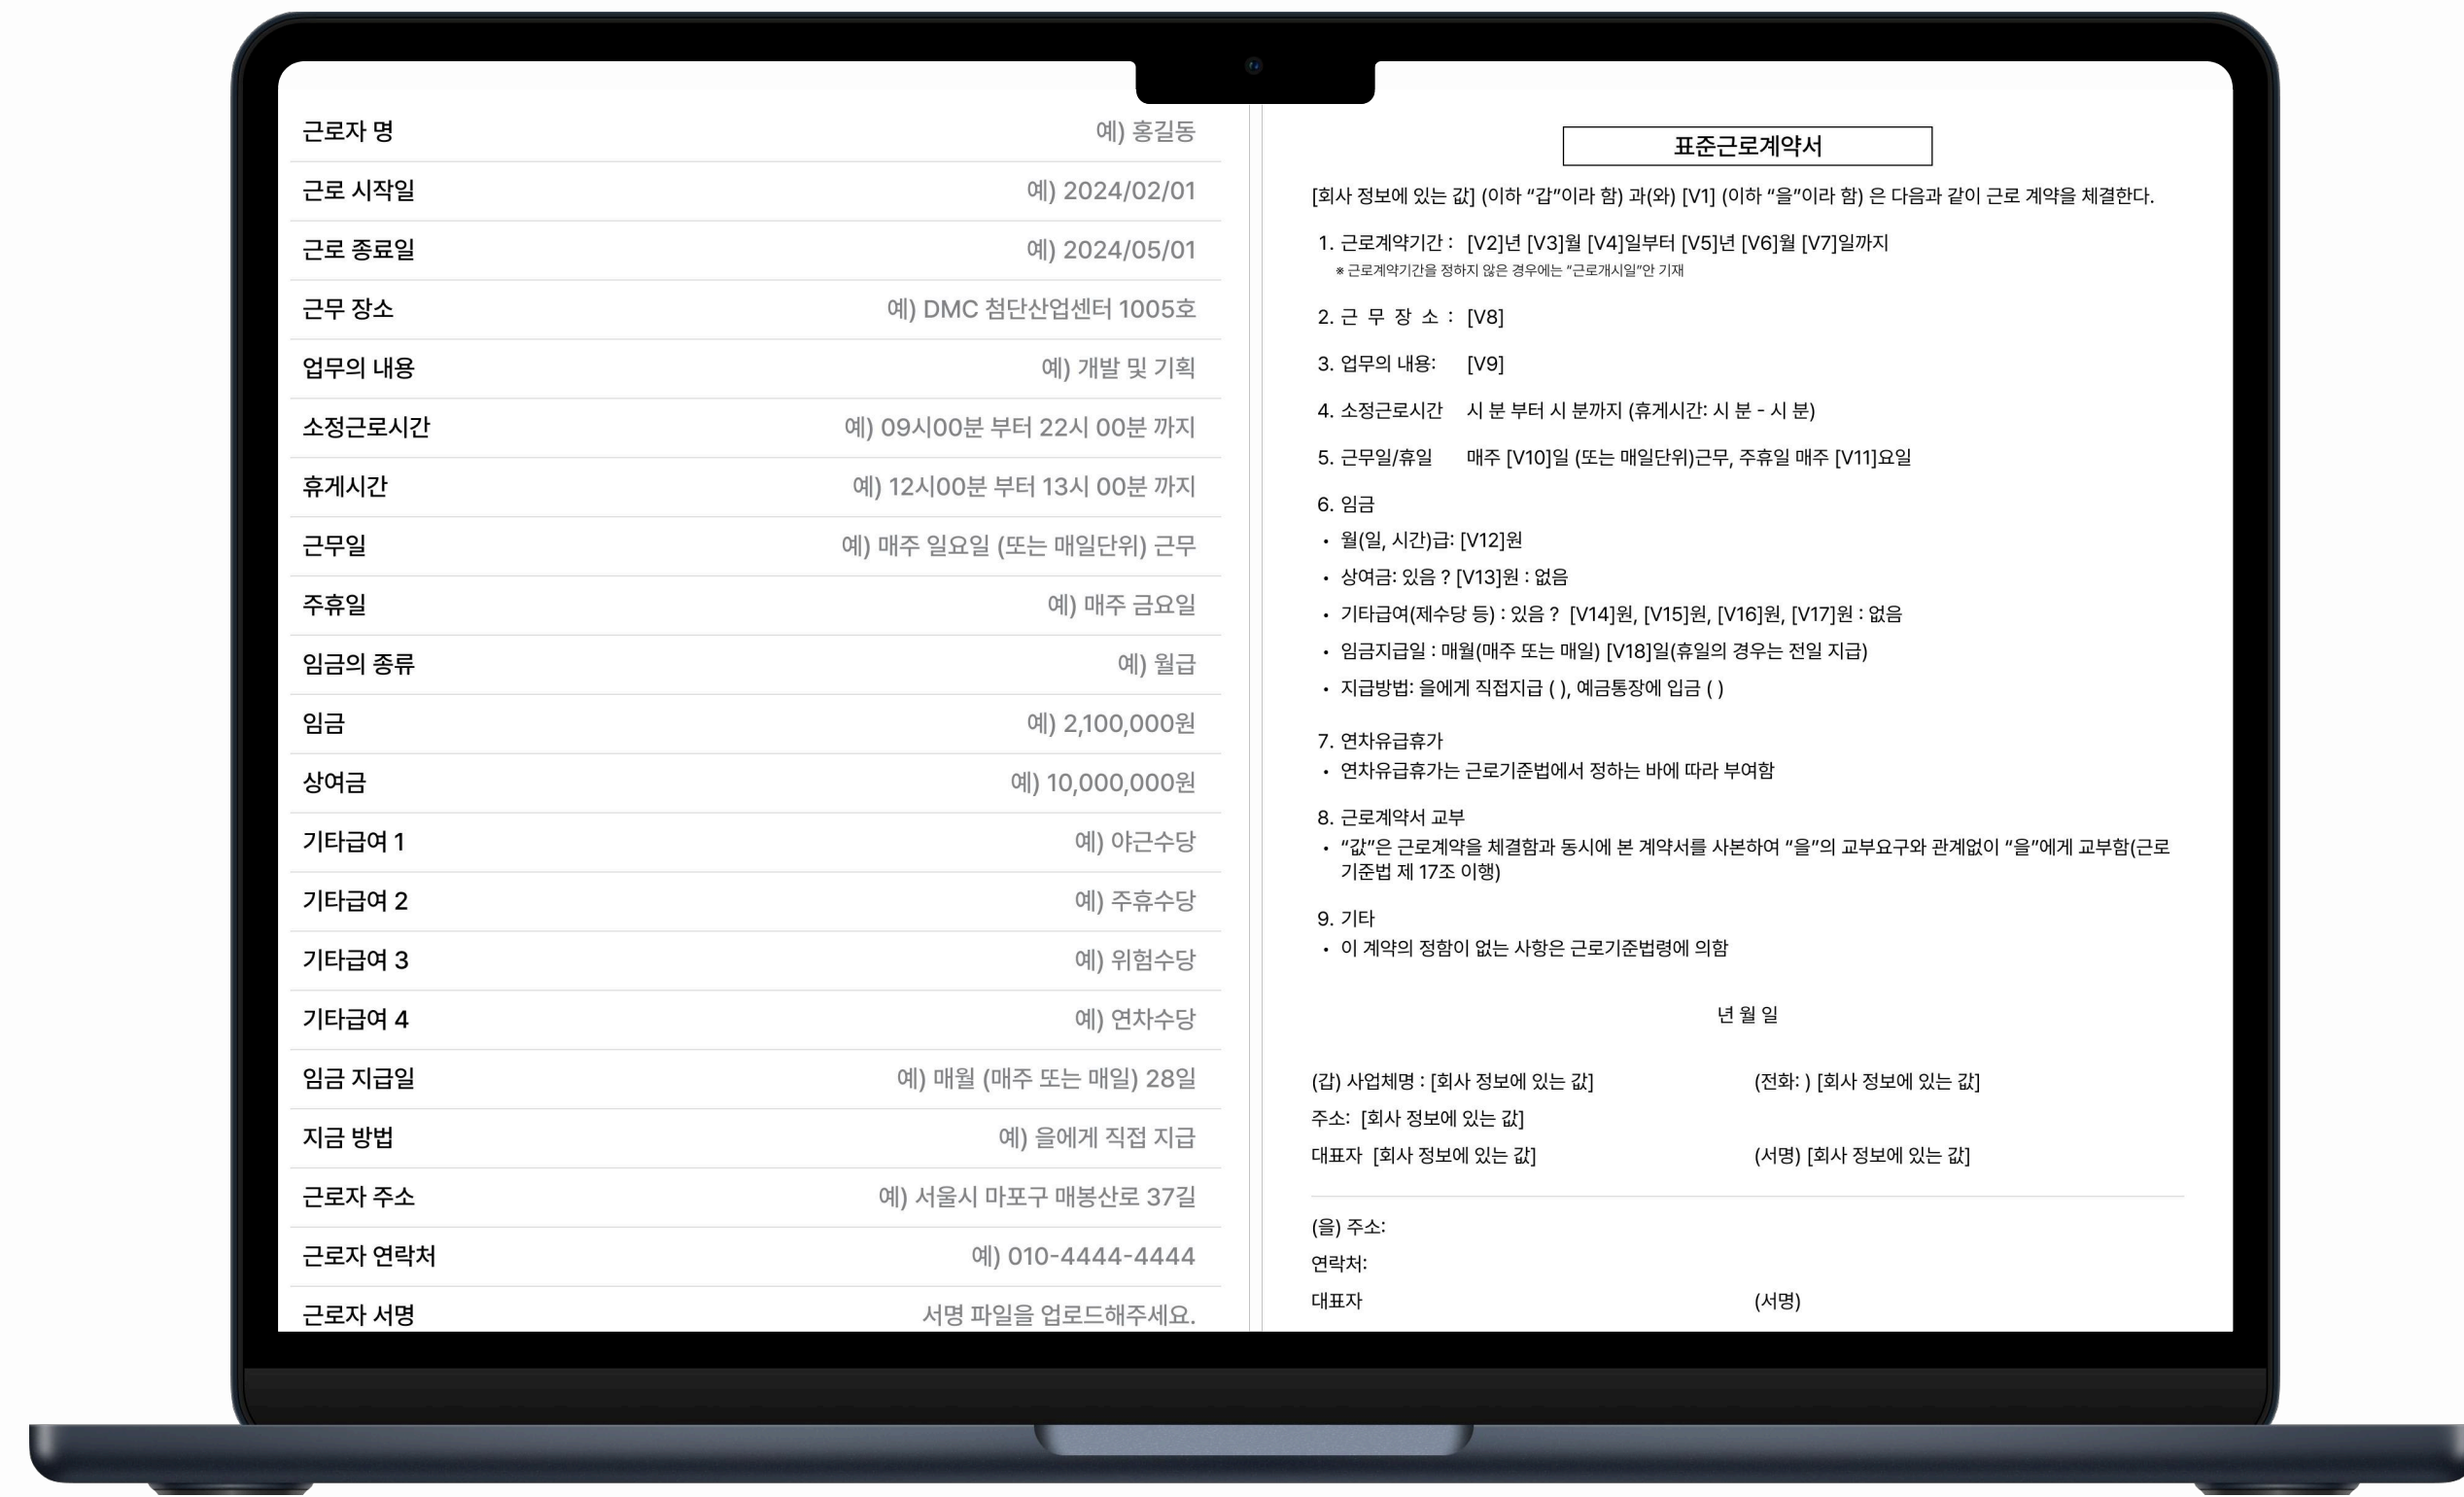 근로자 명 예) 홍길동
근로 시작일 예) 2024/02/01
근로 종료일 예) 2024/05/01
근무 장소 예) DMC 첨단산업센터 1005호
업무의 내용 예) 개발 및 기획
소정근로시간 예) 09시00분 부터 22시 00분 까지
휴게시간 예) 12시00분 부터 13시 00분 까지
근무일 예) 매주 일요일 (또는 매일단위) 근무
주휴일 예) 매주 금요일
임금의 종류 예) 월급
임금 예) 2,100,000원
상여금 예) 10,000,000원
기타급여 1 예) 야근수당
기타급여 2 예) 주휴수당
기타급여 3 예) 위험수당
기타급여 4 예) 연차수당
임금 지급일 예) 매월 (매주 또는 매일) 28일
지금 방법 예) 을에게 직접 지급
근로자 주소 예) 서울시 마포구 매봉산로 37길
근로자 연락처 예) 010-4444-4444
근로자 서명 서명 파일을 업로드해주세요.
표준근로계약서
[회사 정보에 있는 값] (이하 “갑”이라 함) 과(와) [V1] (이하 “을”이라 함) 은 다음과 같이 근로 계약을 체결한다.
1. 근로계약기간 : [V2]년 [V3]월 [V4]일부터 [V5]년 [V6]월 [V7]일까지
※ 근로계약기간을 정하지 않은 경우에는 “근로개시일”안 기재
2. 근 무 장 소 : [V8]
3. 업무의 내용: [V9]
4. 소정근로시간 시 분 부터 시 분까지 (휴게시간: 시 분 - 시 분)
5. 근무일/휴일 매주 [V10]일 (또는 매일단위)근무, 주휴일 매주 [V11]요일
6. 임금
• 월(일, 시간)급: [V12]원
• 상여금: 있음 ? [V13]원 : 없음
• 기타급여(제수당 등) : 있음 ? [V14]원, [V15]원, [V16]원, [V17]원 : 없음
• 임금지급일 : 매월(매주 또는 매일) [V18]일(휴일의 경우는 전일 지급)
• 지급방법: 을에게 직접지급 ( ), 예금통장에 입금 ( )
7. 연차유급휴가
• 연차유급휴가는 근로기준법에서 정하는 바에 따라 부여함
8. 근로계약서 교부
• “값”은 근로계약을 체결함과 동시에 본 계약서를 사본하여 “을”의 교부요구와 관계없이 “을”에게 교부함(근로
기준법 제 17조 이행)
9. 기타
• 이 계약의 정함이 없는 사항은 근로기준법령에 의함
년 월 일
(갑) 사업체명 : [회사 정보에 있는 값] (전화: ) [회사 정보에 있는 값]
주소: [회사 정보에 있는 값]
대표자 [회사 정보에 있는 값] (서명) [회사 정보에 있는 값]
(을) 주소:
연락처:
대표자 (서명)